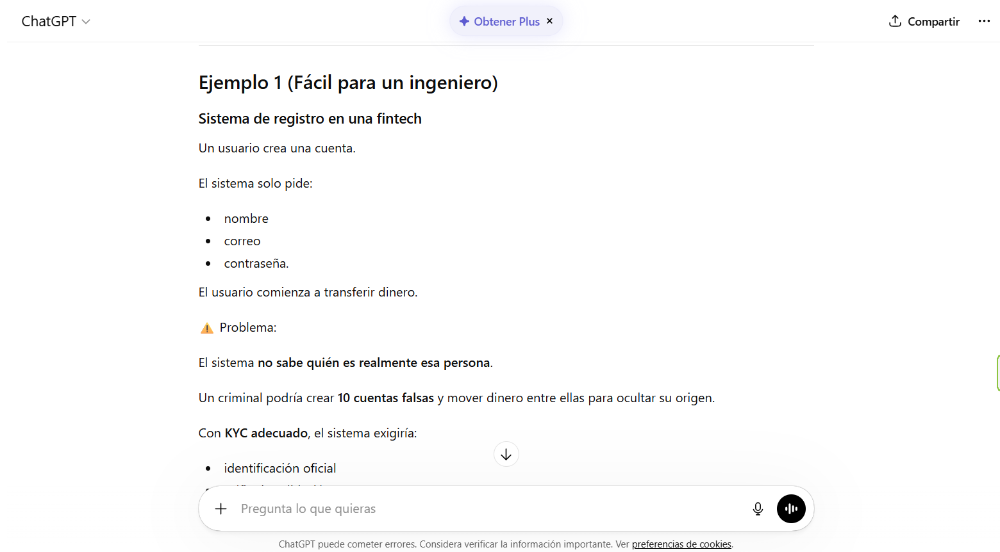 ChatGPT
Obtener Plus
Compartir
Ejemplo 1 (Fácil para un ingeniero)
Sistema de registro en una fintech
Un usuario crea una cuenta.
El sistema solo pide:
nombre
correo
contraseña.
El usuario comienza a transferir dinero.
⚠️ Problema:
El sistema no sabe quién es realmente esa persona.
Un criminal podría crear 10 cuentas falsas y mover dinero entre ellas para ocultar su origen.
Con KYC adecuado, el sistema exigiría:
identificación oficial
Pregunta lo que quieras
ChatGPT puede cometer errores. Considera verificar la información importante. Ver preferencias de cookies.